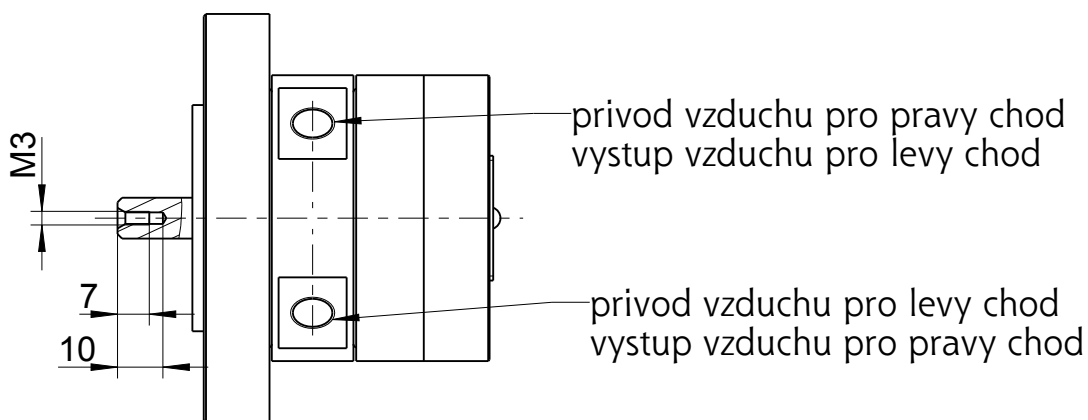 M3
privod vzduchu pro pravy chod
vystup vzduchu pro levy chod
7
10
privod vzduchu pro levy chod
vystup vzduchu pro pravy chod